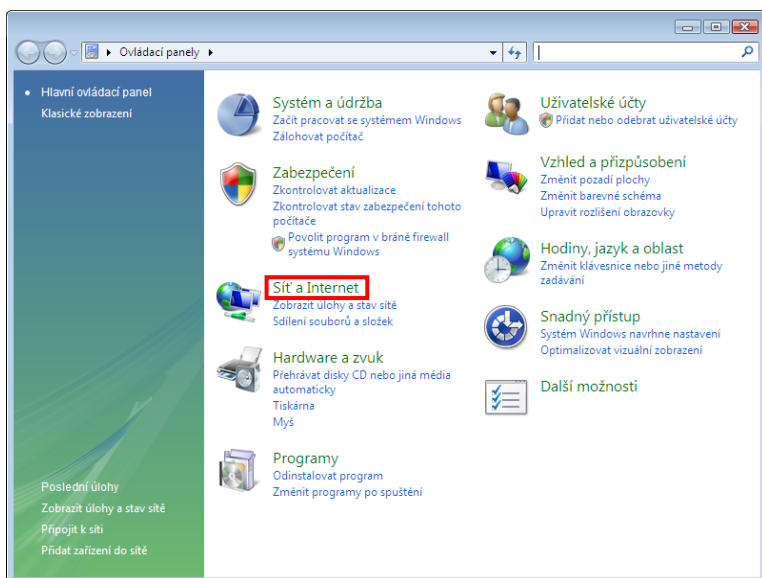 Ovládací panely
Hlavní ovládací panel
Klasické zobrazení
Systém a údržba
Začít pracovat se systémem Windows
Zálohovat počítač
Zabezpečení
Zkontrolovat aktualizace
Zkontrolovat stav zabezpečení tohoto
počítače
Povolit program v bráně firewall
systému Windows
Síť a Internet
Zobrazit úlohy a stav sítě
Sdílení souborů a složek
Hardware a zvuk
Přehrávat disky CD nebo jiná média
automaticky
Tiskárna
Myš
Programy
Odinstalovat program
Změnit programy po spuštění
Uživatelské účty
Přidat nebo odebrat uživatelské účty
Vzhled a přizpůsobení
Změnit pozadí plochy
Změnit barevné schéma
Upravit rozlišení obrazovky
Hodiny, jazyk a oblast
Změnit klávesnice nebo jiné metody
zadávání
Snadný přístup
Systém Windows navrhne nastavení
Optimalizovat vizuální zobrazení
Další možnosti
Poslední úlohy
Zobrazit úlohy a stav sítě
Připojit k síti
Přidat zařízení do sítě